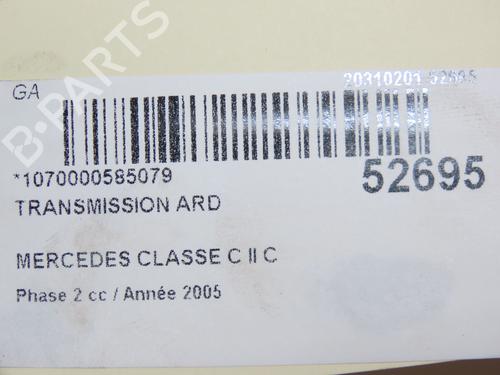 GA
20310201 52695
*1070000585079
52695
TRANSMISSION ARD
MERCEDES CLASSE C II C
Phase 2 cc / Année 2005
B-PARTS